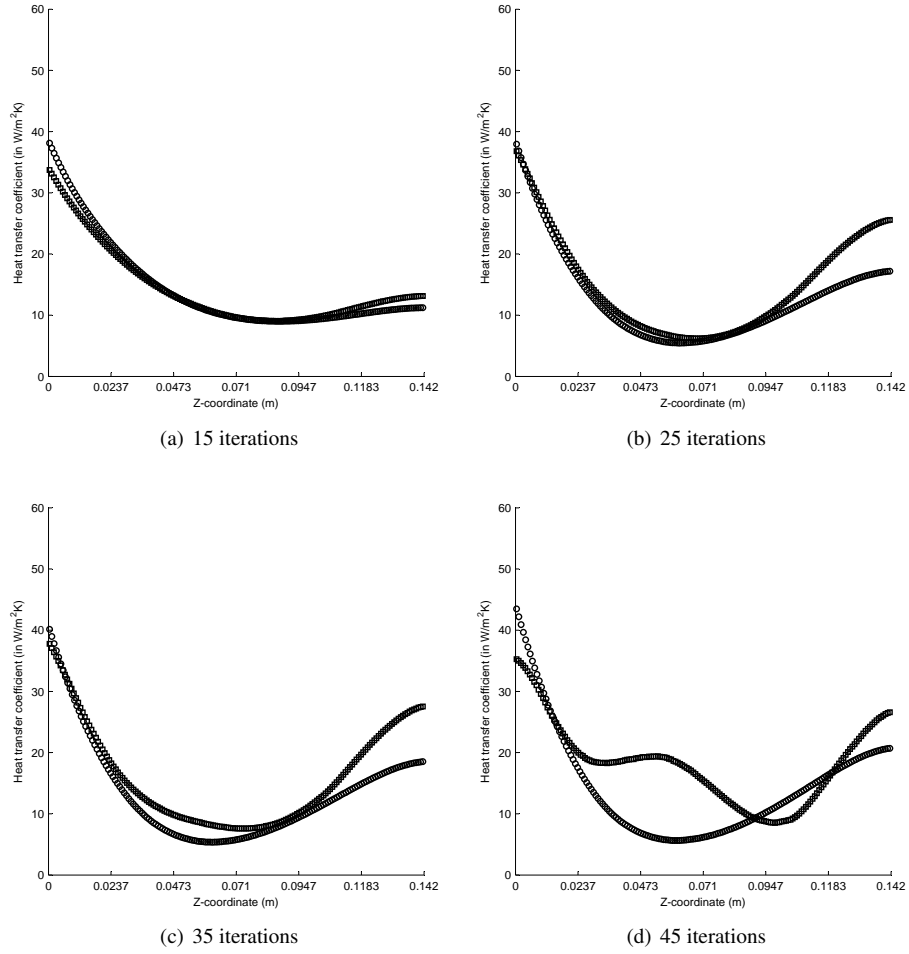 60
50
40
30
20
10
0
Heat transfer coefficient (in W/m²K)
0 0.0237 0.0473 0.071 0.0947 0.1183 0.142
Z-coordinate (m)
(a) 15 iterations
60
50
40
30
20
10
0
Heat transfer coefficient (in W/m²K)
0 0.0237 0.0473 0.071 0.0947 0.1183 0.142
Z-coordinate (m)
(b) 25 iterations
60
50
40
30
20
10
0
Heat transfer coefficient (in W/m²K)
0 0.0237 0.0473 0.071 0.0947 0.1183 0.142
Z-coordinate (m)
(c) 35 iterations
60
50
40
30
20
10
0
Heat transfer coefficient (in W/m²K)
0 0.0237 0.0473 0.071 0.0947 0.1183 0.142
Z-coordinate (m)
(d) 45 iterations